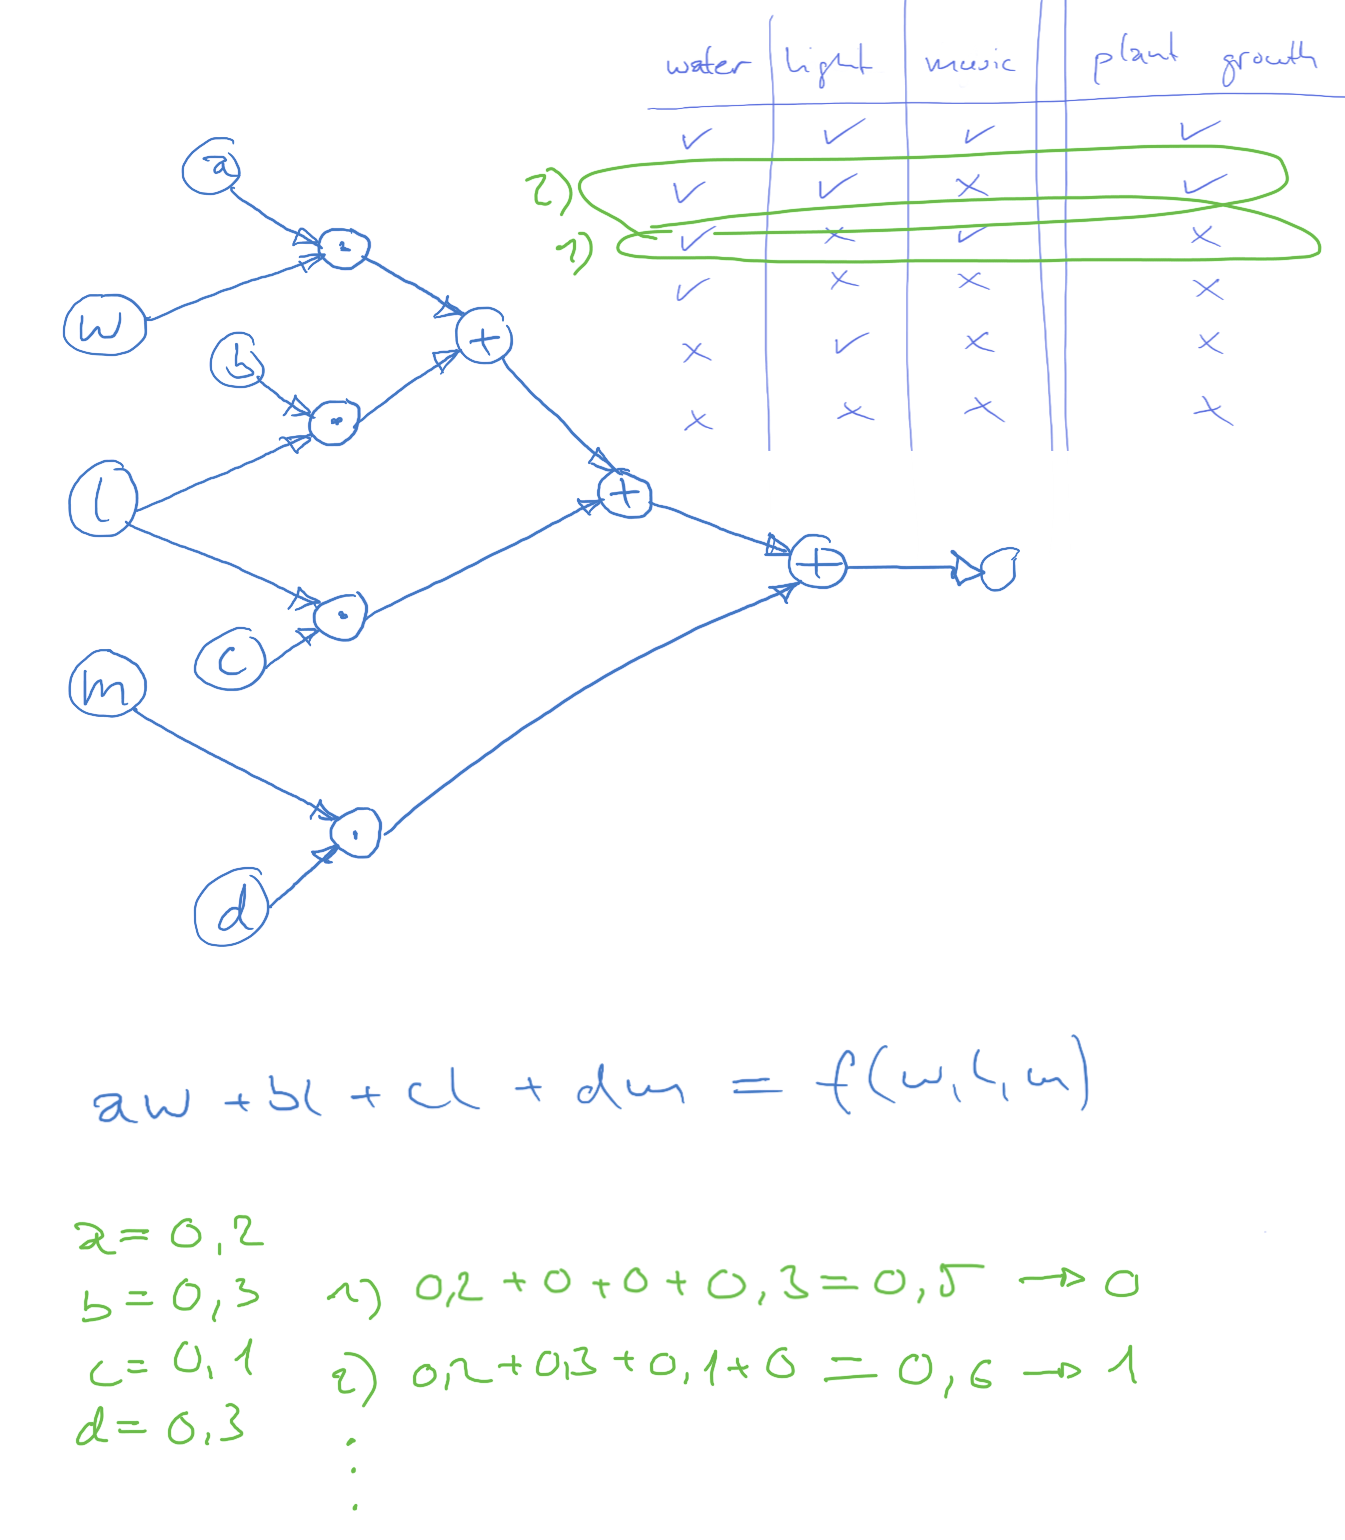 water light music plant growth
✓ ✓ ✓ ✓
2) ✓ ✓ × ✓
1) ✓ × ✓ ×
✓ × × ×
× ✓ × ×
× × × ×
a
·
w
+
b
·
l
+
+
·
c
m
·
d
aw + bl + cl + dm = f(w, l, m)
a = 0,2
b = 0,3 1) 0,2 + 0 + 0 + 0,3 = 0,5 → 0
c = 0,1 2) 0,2 + 0,3 + 0,1 + 0 = 0,6 → 1
d = 0,3
⋮